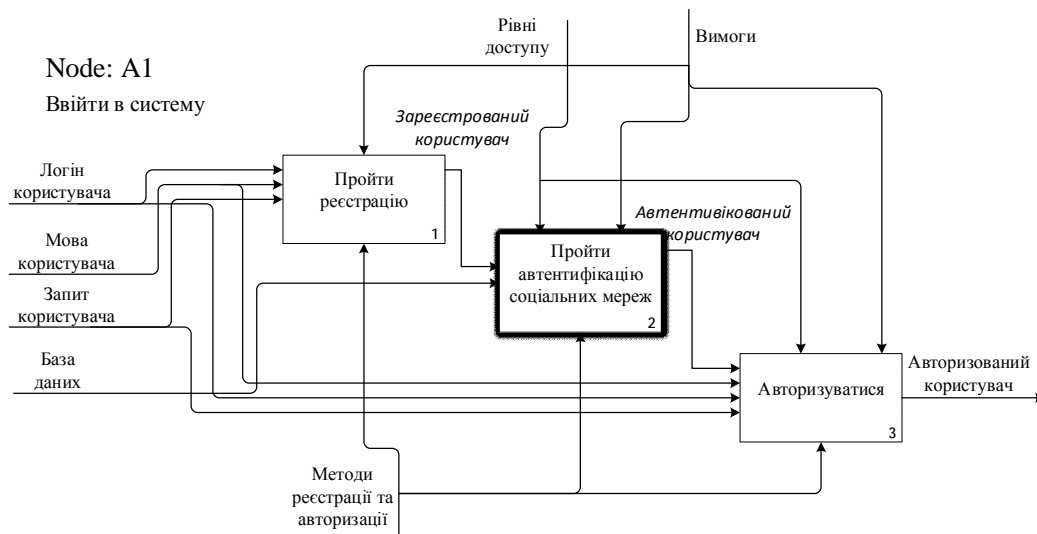 Рівні
доступу
Вимоги
Node: A1
Ввійти в систему
Зареєстрований
користувач
Логін
користувача
Пройти
реєстрацію
1
Мова
користувача
Автентивікований
користувач
Пройти
автентифікацію
соціальних мереж
2
Запит
користувача
База
даних
Авторизуватися
3
Авторизований
користувач
Методи
реєстрації та
авторизації